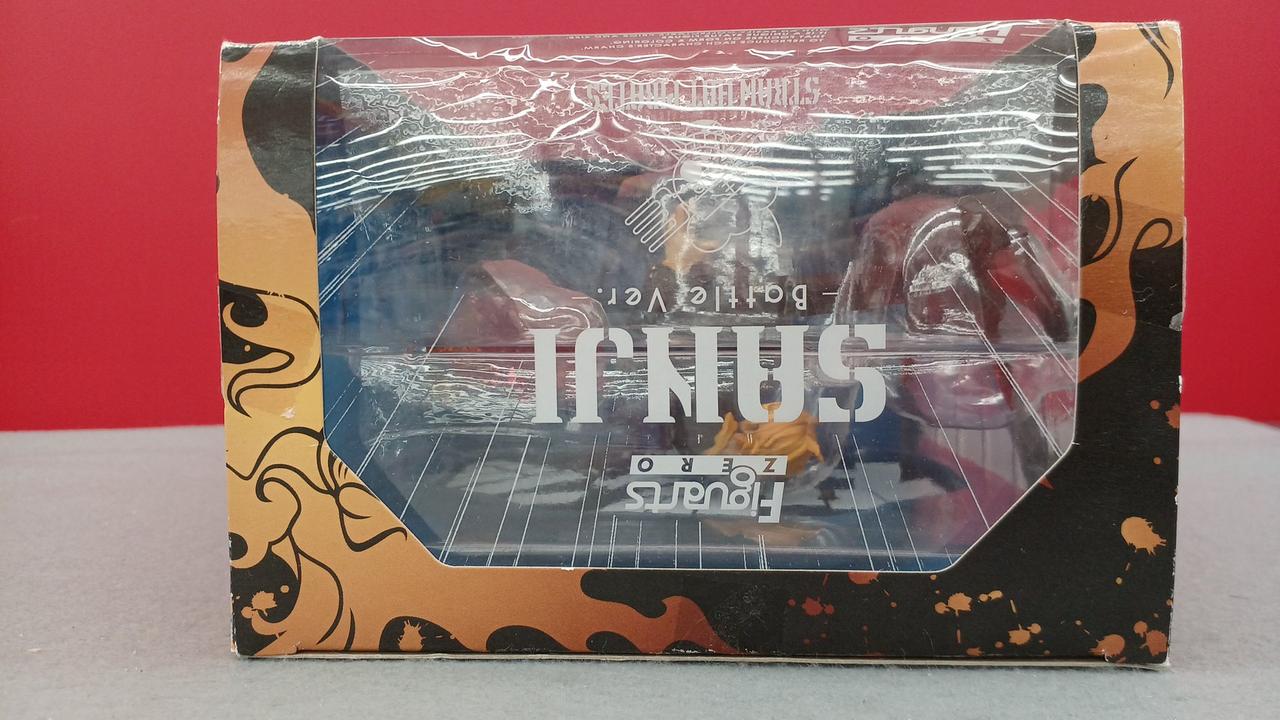 Figuarts
ZERO
SANJI
– Battle Ver. –
STRAW HAT PIRATES